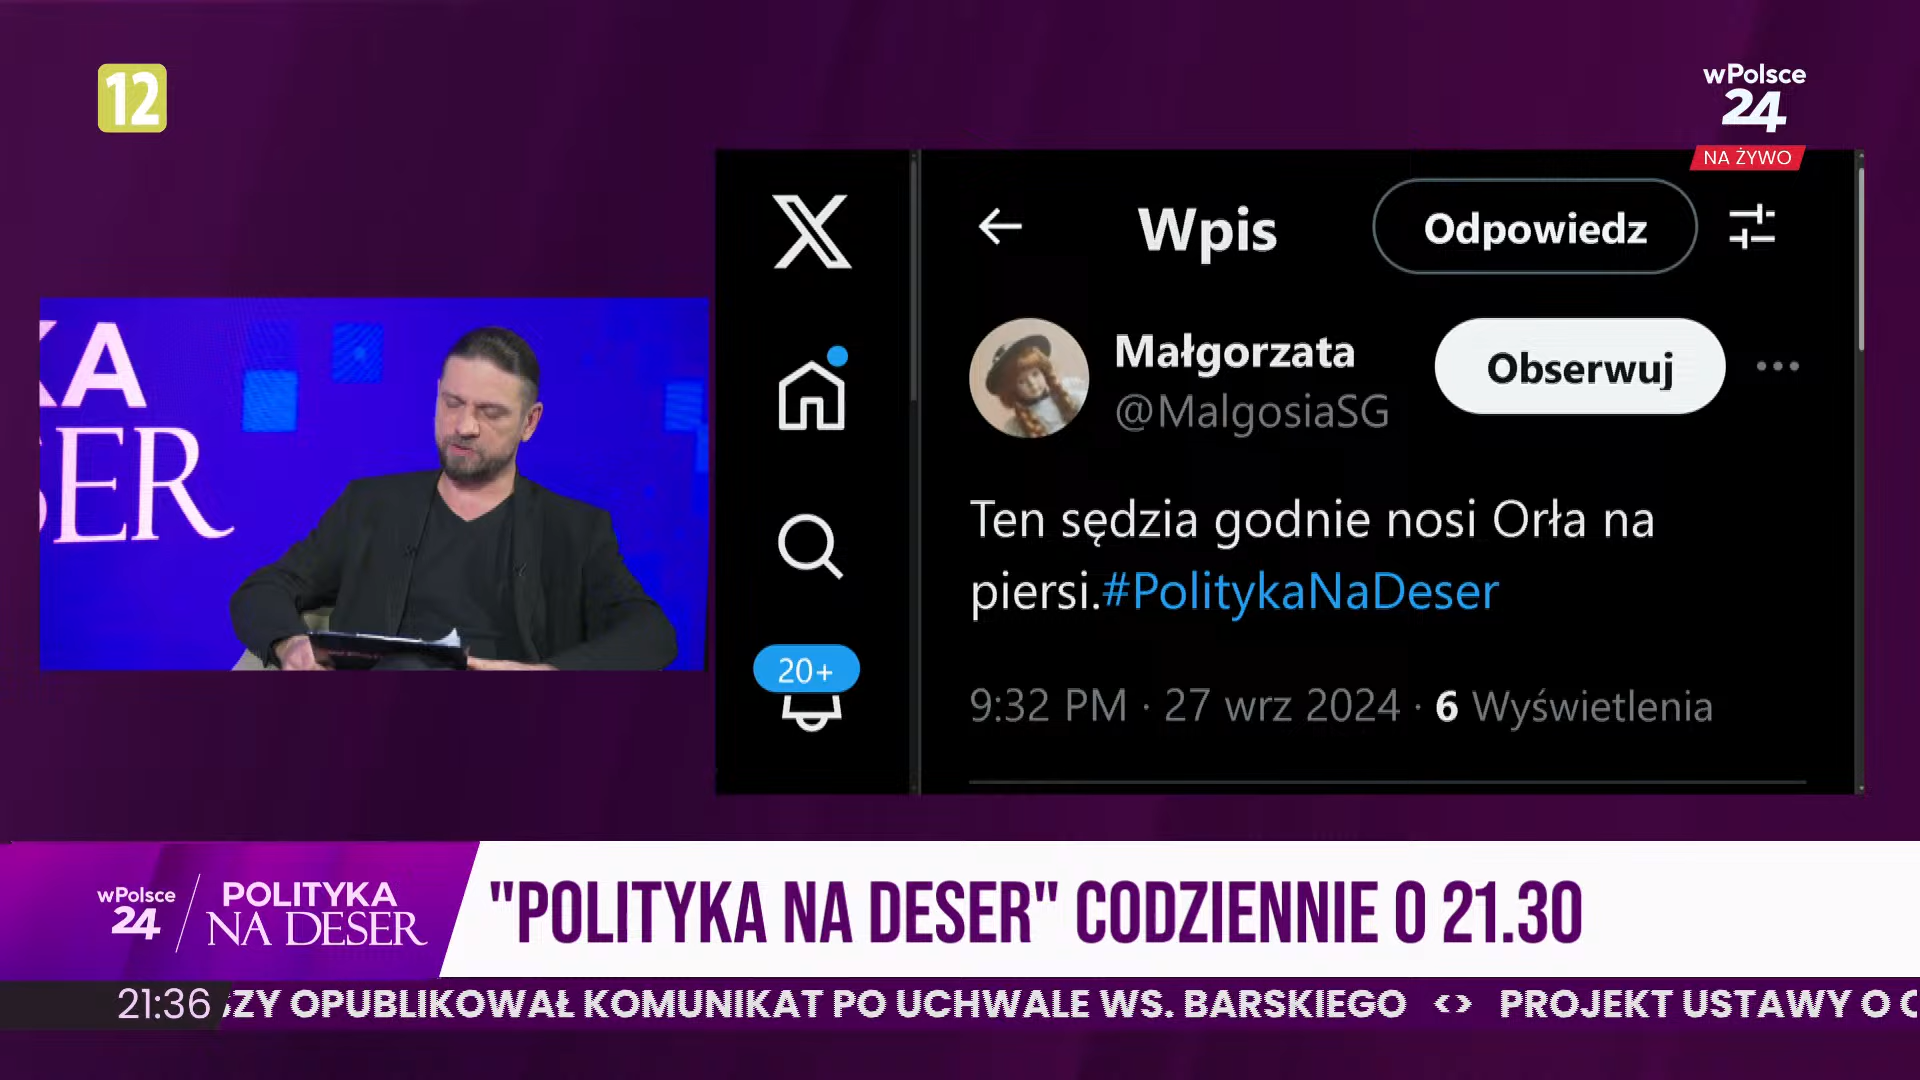 12
wPolsce
24
NA ŻYWO
KA
SER
X
Wpis
Odpowiedz
Małgorzata
@MalgosiaSG
Obserwuj
Ten sędzia godnie nosi Orła na
piersi.#PolitykaNaDeser
20+
9:32 PM · 27 wrz 2024 · 6 Wyświetlenia
wPolsce
24
POLITYKA
NA DESER
"POLITYKA NA DESER" CODZIENNIE O 21.30
21:36
ZY OPUBLIKOWAŁ KOMUNIKAT PO UCHWALE WS. BARSKIEGO <> PROJEKT USTAWY O